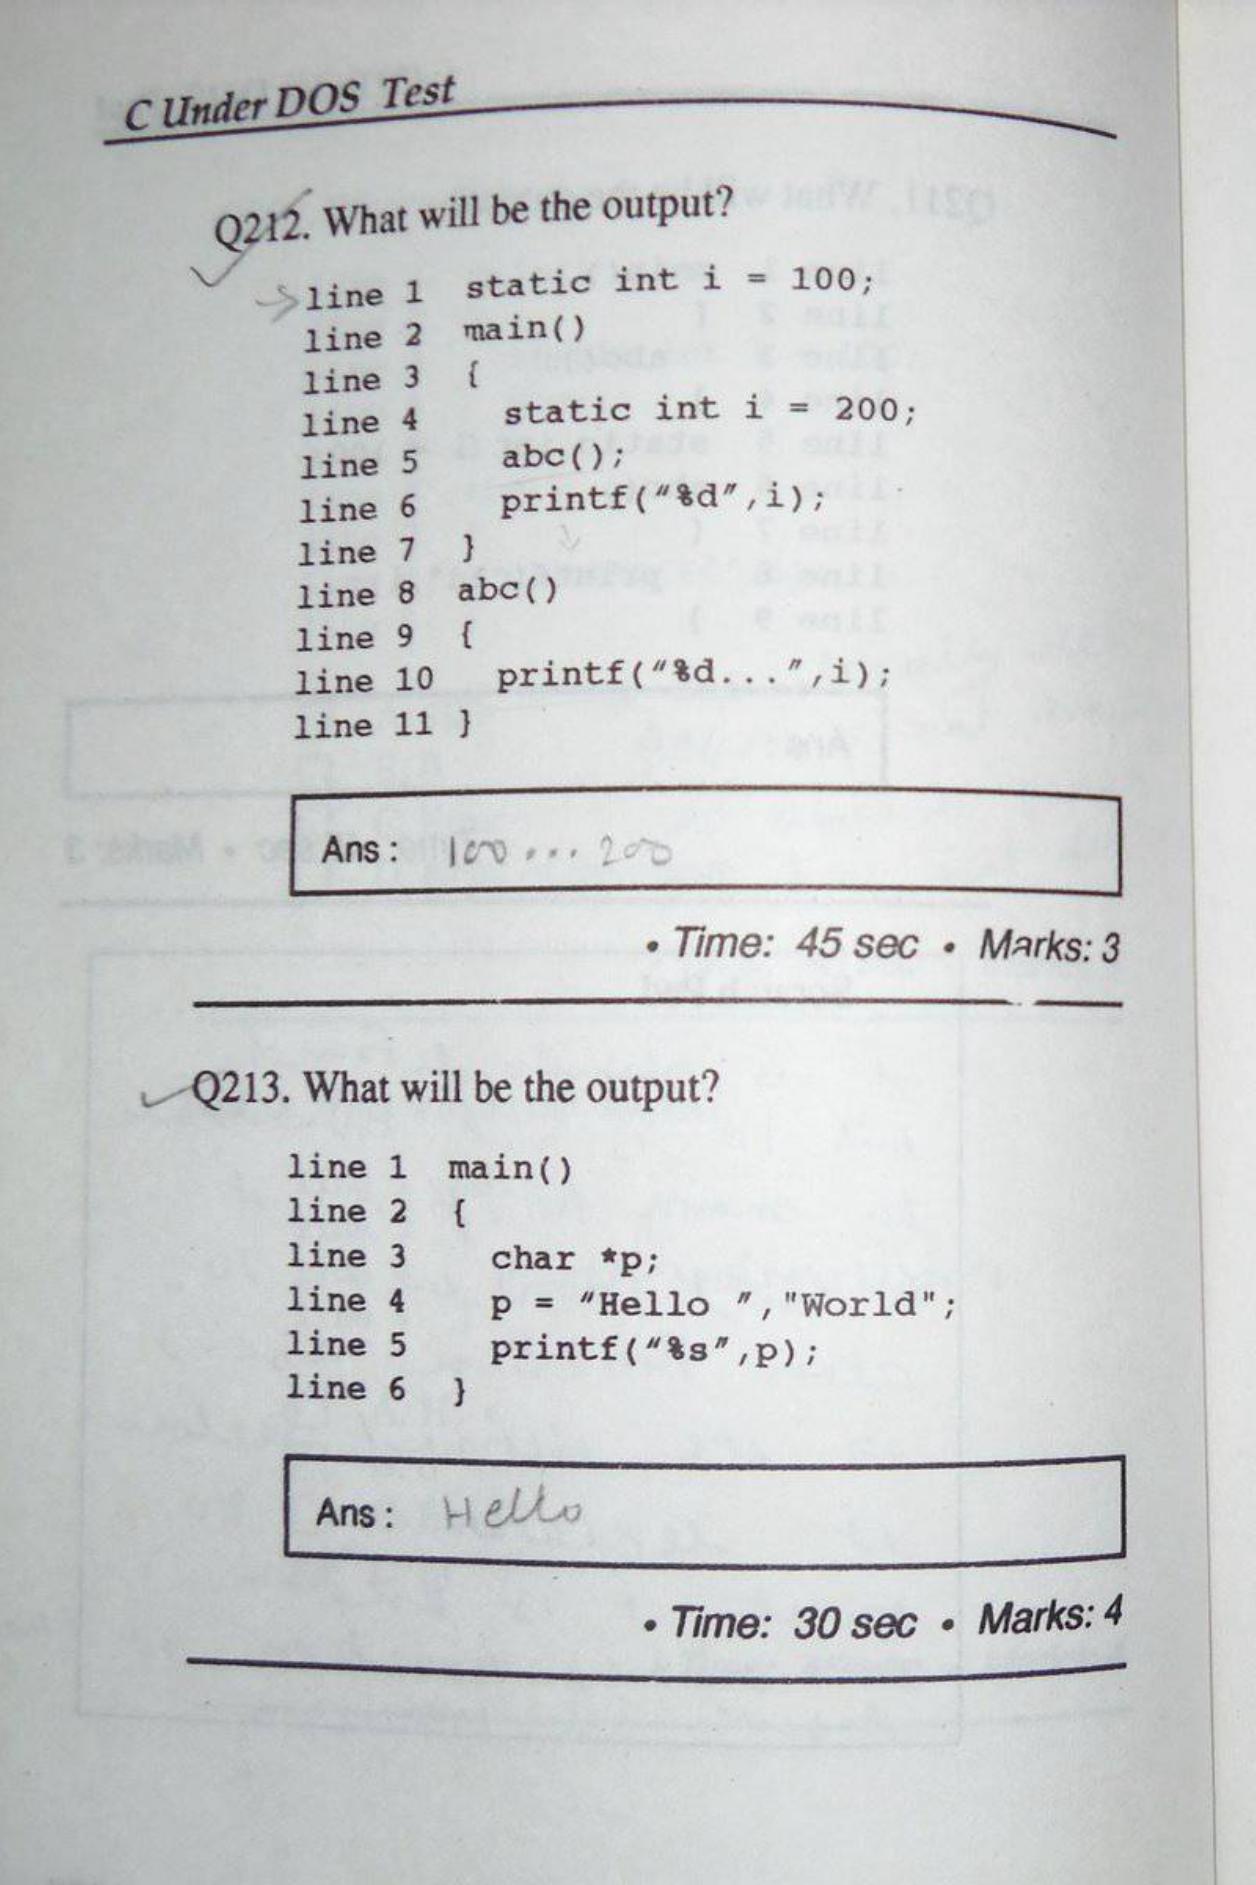 C Under DOS Test
Q212. What will be the output?
line 1 static int i = 100;
line 2 main()
line 3 {
line 4 static int i = 200;
line 5 abc();
line 6 printf("%d",i);
line 7 }
line 8 abc()
line 9 {
line 10 printf("%d...",i);
line 11 }
Ans : 100 ... 200
• Time: 45 sec • Marks: 3
Q213. What will be the output?
line 1 main()
line 2 {
line 3 char *p;
line 4 p = "Hello ","World";
line 5 printf("%s",p);
line 6 }
Ans : Hello
• Time: 30 sec • Marks: 4